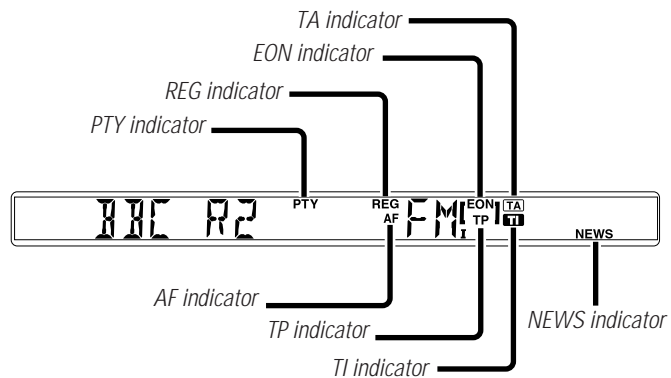 TA indicator
EON indicator
REG indicator
PTY indicator
BBC R2 PTY REG AF FM1 EON TP TA TI NEWS
AF indicator
TP indicator
NEWS indicator
TI indicator